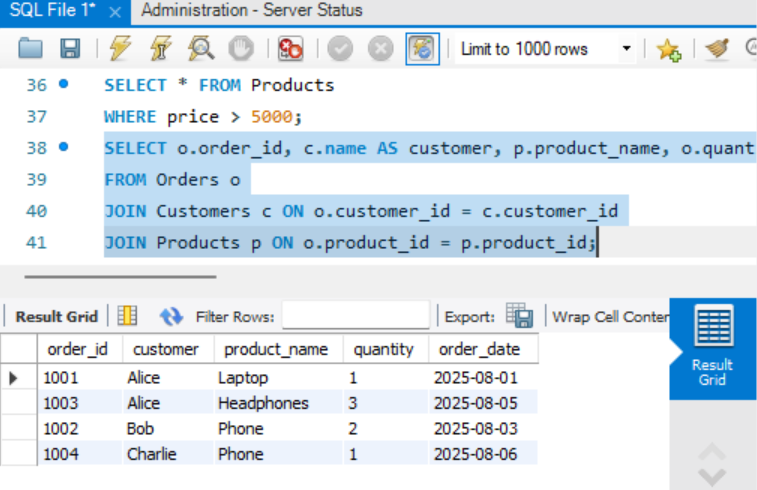 SQL File 1* × Administration - Server Status
Limit to 1000 rows
36 SELECT * FROM Products
37 WHERE price > 5000;
38 SELECT o.order_id, c.name AS customer, p.product_name, o.quant
39 FROM Orders o
40 JOIN Customers c ON o.customer_id = c.customer_id
41 JOIN Products p ON o.product_id = p.product_id;
Result Grid Filter Rows: Export: Wrap Cell Conter
order_id customer product_name quantity order_date
1001 Alice Laptop 1 2025-08-01
1003 Alice Headphones 3 2025-08-05
1002 Bob Phone 2 2025-08-03
1004 Charlie Phone 1 2025-08-06
Result
Grid